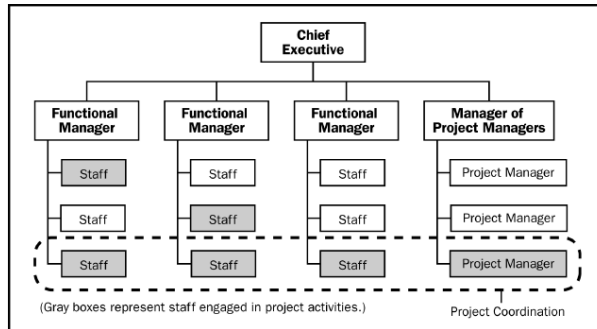 Chief
Executive
Functional
Manager
Functional
Manager
Functional
Manager
Manager of
Project Managers
Staff
Staff
Staff
Project Manager
Staff
Staff
Staff
Project Manager
Staff
Staff
Staff
Project Manager
(Gray boxes represent staff engaged in project activities.)
Project Coordination